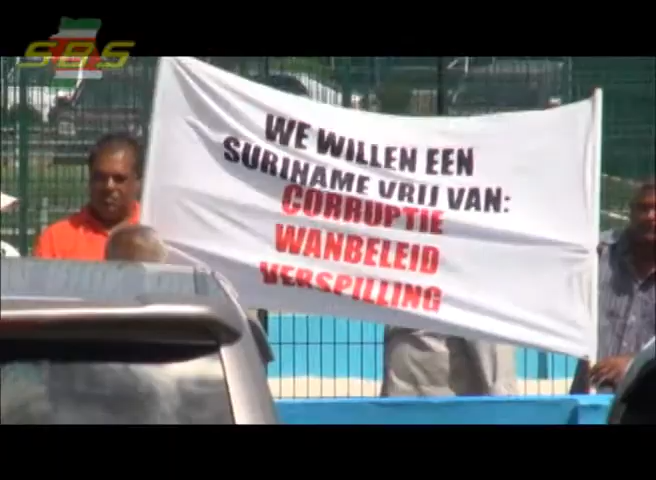 SBS
WE WILLEN EEN
SURINAME VRIJ VAN:
CORRUPTIE
WANBELEID
VERSPILLING